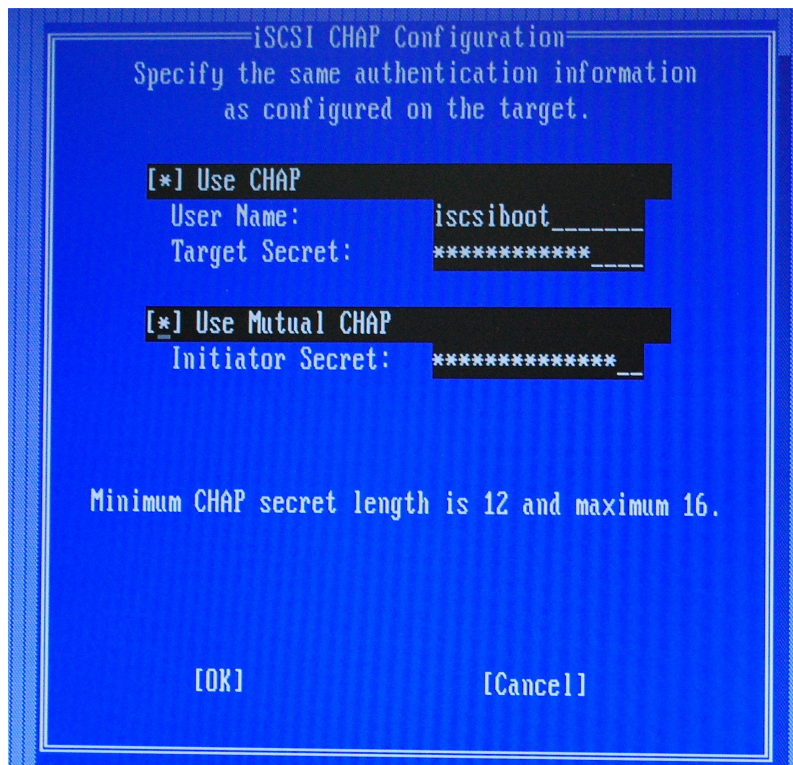 iSCSI CHAP Configuration
Specify the same authentication information
as configured on the target.
[*] Use CHAP
User Name: iscsiboot_______
Target Secret: ************____
[*] Use Mutual CHAP
Initiator Secret: **************__
Minimum CHAP secret length is 12 and maximum 16.
[OK] [Cancel]